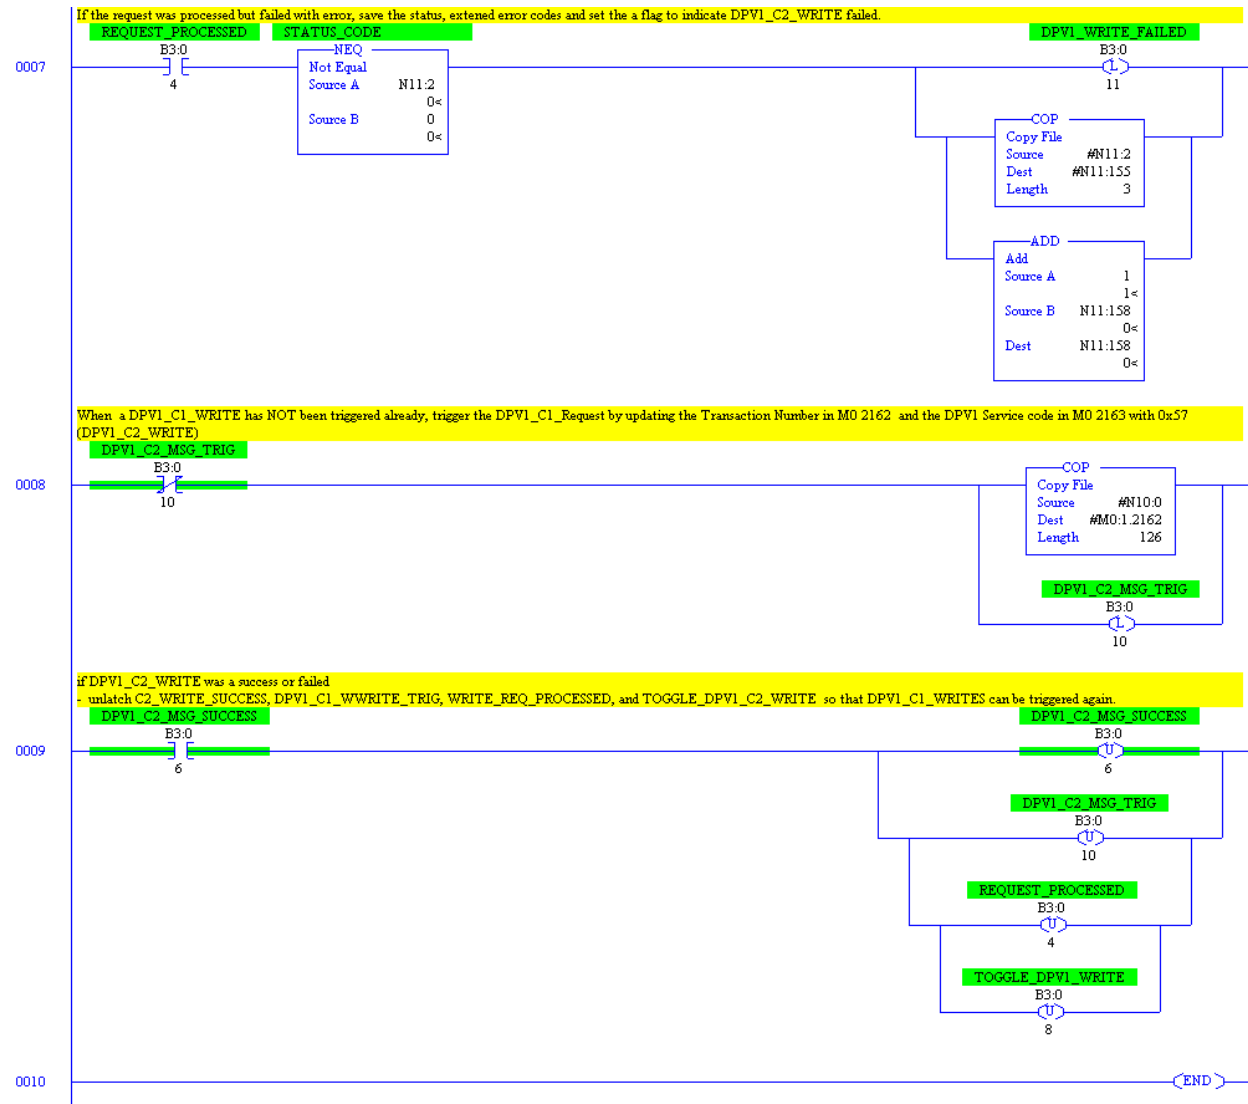 If the request was processed but failed with error, save the status, extened error codes and set the a flag to indicate DPV1_C2_WRITE failed.
REQUEST_PROCESSED STATUS_CODE DPV1_WRITE_FAILED
B3:0 NEQ B3:0
0007 Not Equal L
4 Source A N11:2 11
0<
Source B 0
0<
COP
Copy File
Source #N11:2
Dest #N11:155
Length 3
ADD
Add
Source A 1
1<
Source B N11:158
0<
Dest N11:158
0<
When a DPV1_C1_WRITE has NOT been triggered already, trigger the DPV1_C1_Request by updating the Transaction Number in M0 2162 and the DPV1 Service code in M0 2163 with 0x57
(DPV1_C2_WRITE)
DPV1_C2_MSG_TRIG
B3:0 COP
0008 Copy File
10 Source #N10:0
Dest #M0:1.2162
Length 126
DPV1_C2_MSG_TRIG
B3:0
L
10
if DPV1_C2_WRITE was a success or failed
- unlatch C2_WRITE_SUCCESS, DPV1_C1_WWRITE_TRIG, WRITE_REQ_PROCESSED, and TOGGLE_DPV1_C2_WRITE so that DPV1_C1_WRITES can be triggered again.
DPV1_C2_MSG_SUCCESS DPV1_C2_MSG_SUCCESS
B3:0 B3:0
0009 U
6 6
DPV1_C2_MSG_TRIG
B3:0
U
10
REQUEST_PROCESSED
B3:0
U
4
TOGGLE_DPV1_WRITE
B3:0
U
8
0010 END